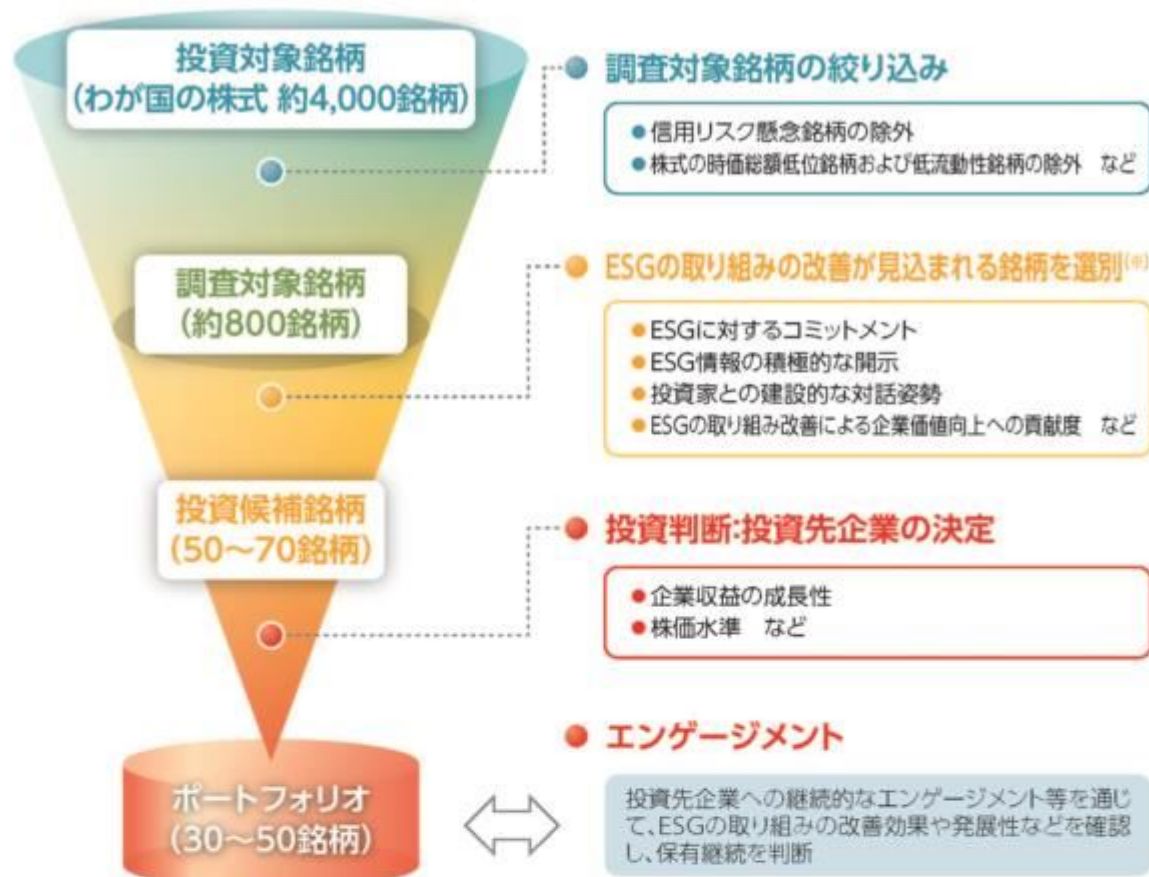 投資対象銘柄
(わが国の株式 約4,000銘柄)
調査対象銘柄の絞り込み
●信用リスク懸念銘柄の除外
●株式の時価総額低位銘柄および低流動性銘柄の除外 など
調査対象銘柄
(約800銘柄)
ESGの取り組みの改善が見込まれる銘柄を選別(※)
●ESGに対するコミットメント
●ESG情報の積極的な開示
●投資家との建設的な対話姿勢
●ESGの取り組み改善による企業価値向上への貢献度 など
投資候補銘柄
(50～70銘柄)
投資判断:投資先企業の決定
●企業収益の成長性
●株価水準 など
ポートフォリオ
(30～50銘柄)
エンゲージメント
投資先企業への継続的なエンゲージメント等を通じ
て、ESGの取り組みの改善効果や発展性などを確認
し、保有継続を判断